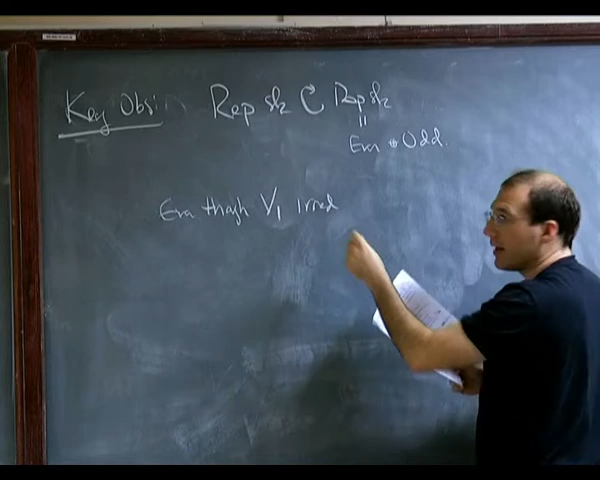 Key Obs: Rep sl₂ ↻ Rep sl₂
=
Even ⊕ Odd.
Even though V₁ irred